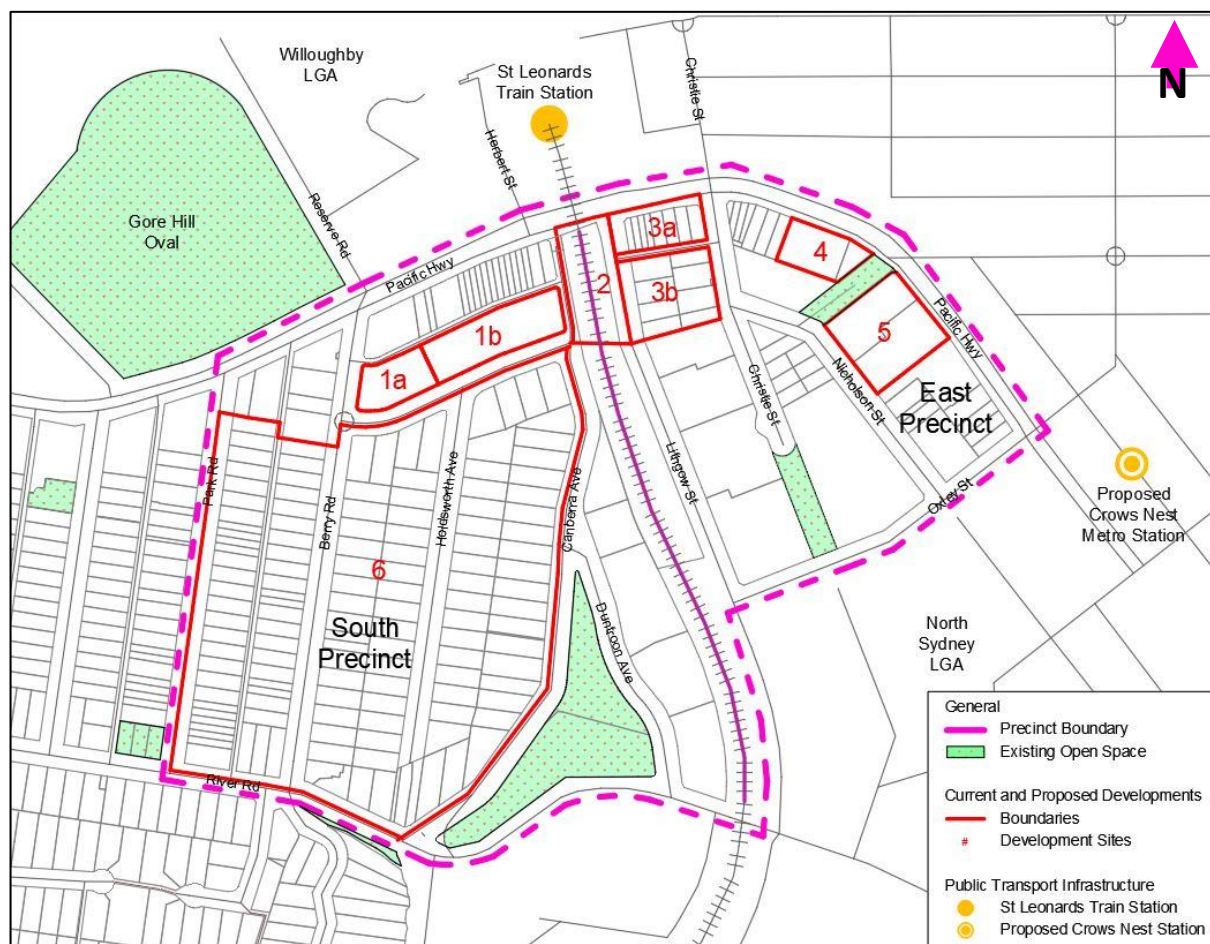 Willoughby
LGA
St Leonards
Train Station
Christie St
N
Herbert St
Reserve Rd
Gore Hill
Oval
Pacific Hwy
3a
4
2
3b
1b
5
1a
Pacific Hwy
Nicholson St
Christie St
East
Precinct
Park Rd
Berry Rd
Holdsworth Ave
Canberra Ave
Lithgow St
Oxley St
Proposed
Crows Nest
Metro Station
6
South
Precinct
Duntroon Ave
North
Sydney
LGA
River Rd
General
Precinct Boundary
Existing Open Space
Current and Proposed Developments
Boundaries
# Development Sites
Public Transport Infrastructure
St Leonards Train Station
Proposed Crows Nest Station